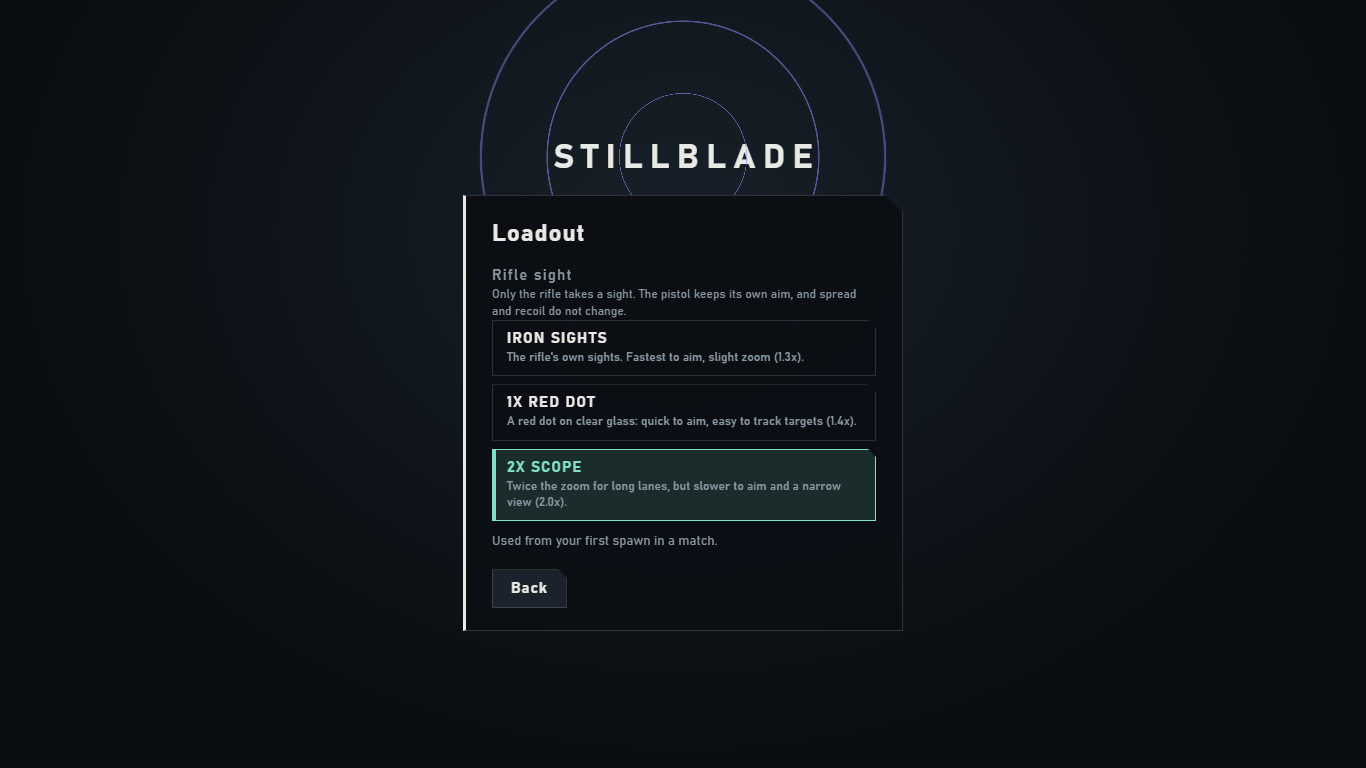 STILLBLADE
Loadout
Rifle sight
Only the rifle takes a sight. The pistol keeps its own aim, and spread
and recoil do not change.
IRON SIGHTS
The rifle's own sights. Fastest to aim, slight zoom (1.3x).
1X RED DOT
A red dot on clear glass: quick to aim, easy to track targets (1.4x).
2X SCOPE
Twice the zoom for long lanes, but slower to aim and a narrow
view (2.0x).
Used from your first spawn in a match.
Back